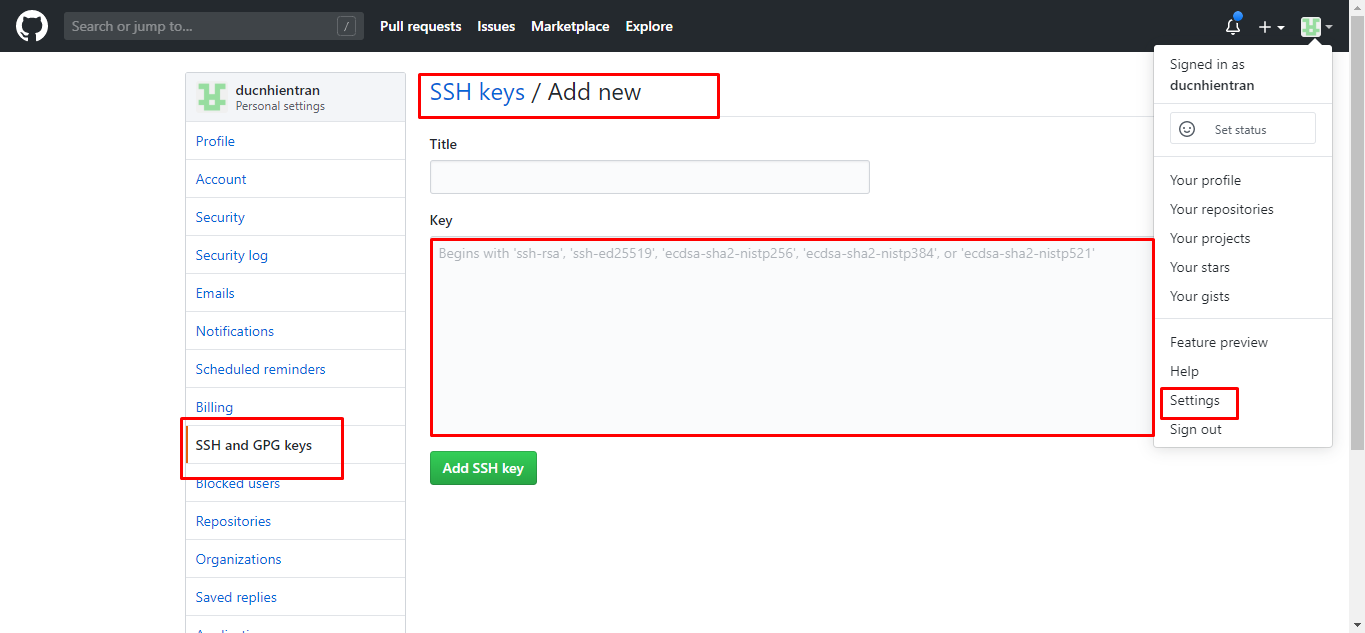 Search or jump to...
/
Pull requests
Issues
Marketplace
Explore
ducnhientran
Personal settings
Profile
Account
Security
Security log
Emails
Notifications
Scheduled reminders
Billing
SSH and GPG keys
Blocked users
Repositories
Organizations
Saved replies
SSH keys / Add new
Title
Key
Begins with 'ssh-rsa', 'ssh-ed25519', 'ecdsa-sha2-nistp256', 'ecdsa-sha2-nistp384', or 'ecdsa-sha2-nistp521'
Add SSH key
Signed in as
ducnhientran
Set status
Your profile
Your repositories
Your projects
Your stars
Your gists
Feature preview
Help
Settings
Sign out